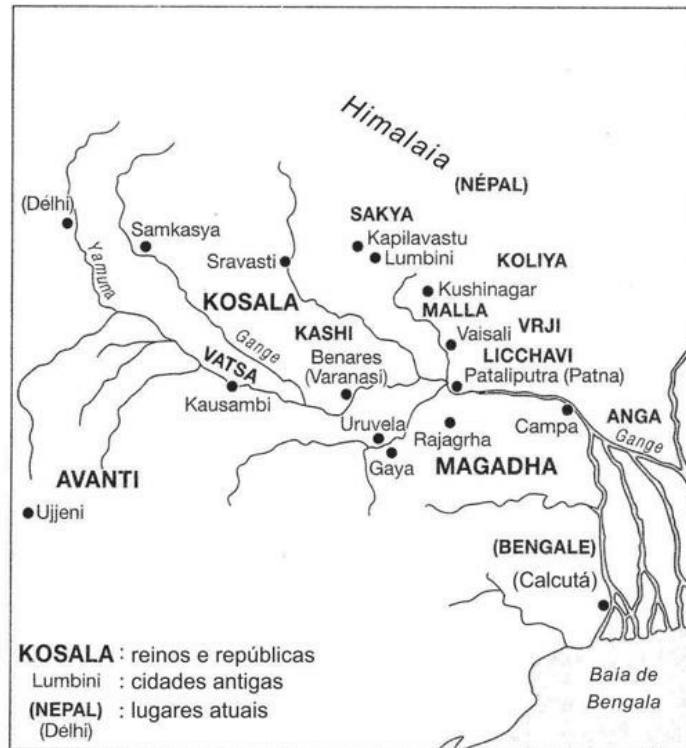 Himalaia
(NÉPAL)
(Délhi)
Samkasya
SAKYA
Kapilavastu
Lumbini
KOLIYA
Yamuna
Sravasti
Kushinagar
KOSALA
MALLA
VRJI
KASHI
Vaisali
Gange
LICCHAVI
VATSA
Benares
(Varanasi)
Pataliputra (Patna)
Kausambi
Uruvela
Rajagrha
Campa
ANGA
Gange
Gaya
MAGADHA
AVANTI
Ujjeni
(BENGALE)
(Calcutá)
KOSALA : reinos e repúblicas
Lumbini : cidades antigas
(NEPAL) : lugares atuais
(Délhi)
Baía de
Bengala